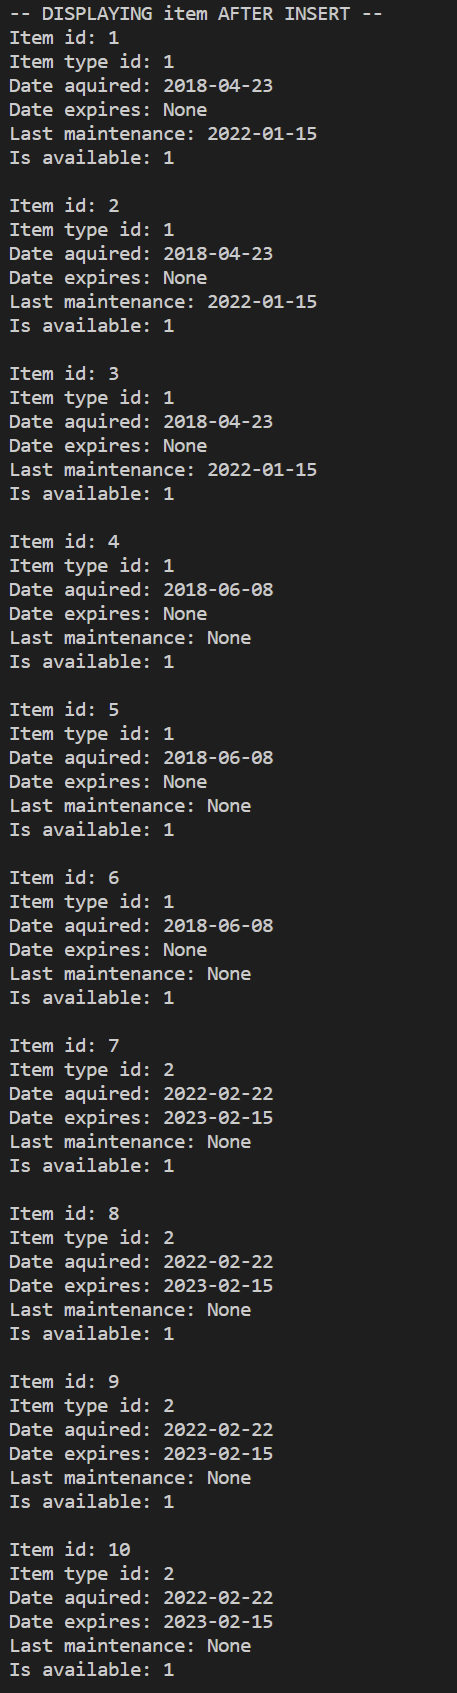 -- DISPLAYING item AFTER INSERT --
Item id: 1
Item type id: 1
Date aquired: 2018-04-23
Date expires: None
Last maintenance: 2022-01-15
Is available: 1

Item id: 2
Item type id: 1
Date aquired: 2018-04-23
Date expires: None
Last maintenance: 2022-01-15
Is available: 1

Item id: 3
Item type id: 1
Date aquired: 2018-04-23
Date expires: None
Last maintenance: 2022-01-15
Is available: 1

Item id: 4
Item type id: 1
Date aquired: 2018-06-08
Date expires: None
Last maintenance: None
Is available: 1

Item id: 5
Item type id: 1
Date aquired: 2018-06-08
Date expires: None
Last maintenance: None
Is available: 1

Item id: 6
Item type id: 1
Date aquired: 2018-06-08
Date expires: None
Last maintenance: None
Is available: 1

Item id: 7
Item type id: 2
Date aquired: 2022-02-22
Date expires: 2023-02-15
Last maintenance: None
Is available: 1

Item id: 8
Item type id: 2
Date aquired: 2022-02-22
Date expires: 2023-02-15
Last maintenance: None
Is available: 1

Item id: 9
Item type id: 2
Date aquired: 2022-02-22
Date expires: 2023-02-15
Last maintenance: None
Is available: 1

Item id: 10
Item type id: 2
Date aquired: 2022-02-22
Date expires: 2023-02-15
Last maintenance: None
Is available: 1